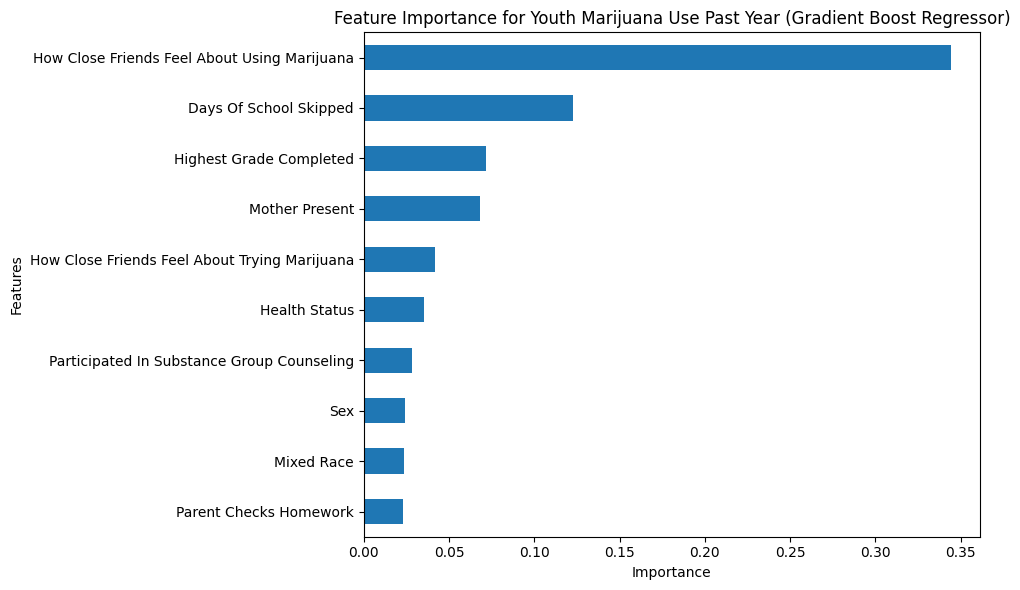 Feature Importance for Youth Marijuana Use Past Year (Gradient Boost Regressor)
How Close Friends Feel About Using Marijuana
Days Of School Skipped
Highest Grade Completed
Mother Present
How Close Friends Feel About Trying Marijuana
Health Status
Participated In Substance Group Counseling
Sex
Mixed Race
Parent Checks Homework
Features
0.00 0.05 0.10 0.15 0.20 0.25 0.30 0.35
Importance